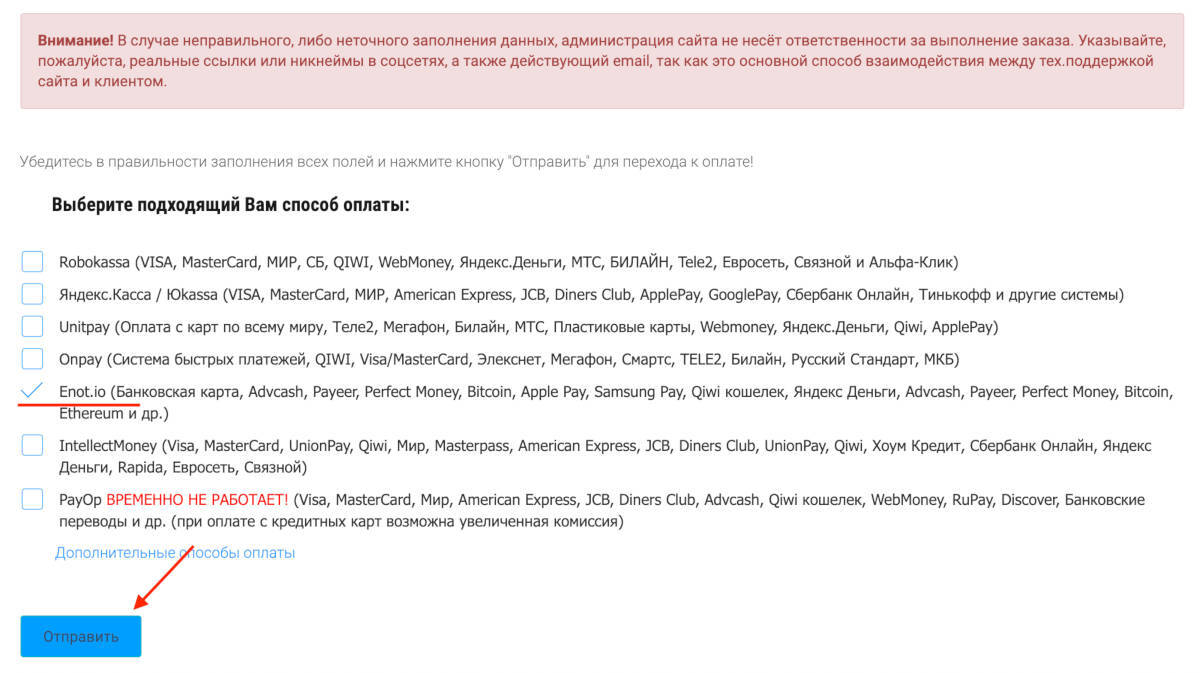 Внимание! В случае неправильного, либо неточного заполнения данных, администрация сайта не несёт ответственности за выполнение заказа. Указывайте,
пожалуйста, реальные ссылки или никнеймы в соцсетях, а также действующий email, так как это основной способ взаимодействия между тех.поддержкой
сайта и клиентом.
Убедитесь в правильности заполнения всех полей и нажмите кнопку "Отправить" для перехода к оплате!
Выберите подходящий Вам способ оплаты:
Robokassa (VISA, MasterCard, МИР, СБ, QIWI, WebMoney, Яндекс.Деньги, МТС, БИЛАЙН, Tele2, Евросеть, Связной и Альфа-Клик)
Яндекс.Касса / Юkassa (VISA, MasterCard, МИР, American Express, JCB, Diners Club, ApplePay, GooglePay, Сбербанк Онлайн, Тинькофф и другие системы)
Unitpay (Оплата с карт по всему миру, Теле2, Мегафон, Билайн, МТС, Пластиковые карты, Webmoney, Яндекс.Деньги, Qiwi, ApplePay)
Onpay (Система быстрых платежей, QIWI, Visa/MasterCard, Элекснет, Мегафон, Смартс, TELE2, Билайн, Русский Стандарт, МКБ)
Enot.io (Банковская карта, Advcash, Payeer, Perfect Money, Bitcoin, Apple Pay, Samsung Pay, Qiwi кошелек, Яндекс Деньги, Advcash, Payeer, Perfect Money, Bitcoin,
Ethereum и др.)
IntellectMoney (Visa, MasterCard, UnionPay, Qiwi, Мир, Masterpass, American Express, JCB, Diners Club, UnionPay, Qiwi, Хоум Кредит, Сбербанк Онлайн, Яндекс
Деньги, Rapida, Евросеть, Связной)
PayOp ВРЕМЕННО НЕ РАБОТАЕТ! (Visa, MasterCard, Мир, American Express, JCB, Diners Club, Advcash, Qiwi кошелек, WebMoney, RuPay, Discover, Банковские
переводы и др. (при оплате с кредитных карт возможна увеличенная комиссия)
Дополнительные способы оплаты
Отправить